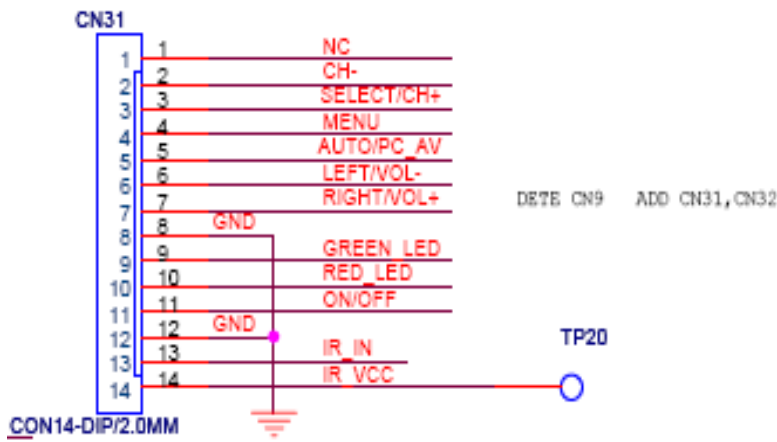 CN31
1 1 NC
2 2 CH-
3 3 SELECT/CH+
4 4 MENU
5 5 AUTO/PC_AV
6 6 LEFT/VOL-
7 7 RIGHT/VOL+
DETE CN9 ADD CN31,CN32
8 8 GND
9 9 GREEN_LED
10 10 RED_LED
11 11 ON/OFF
12 12 GND
13 13 IR_IN
14 14 IR_VCC
TP20
CON14-DIP/2.0MM